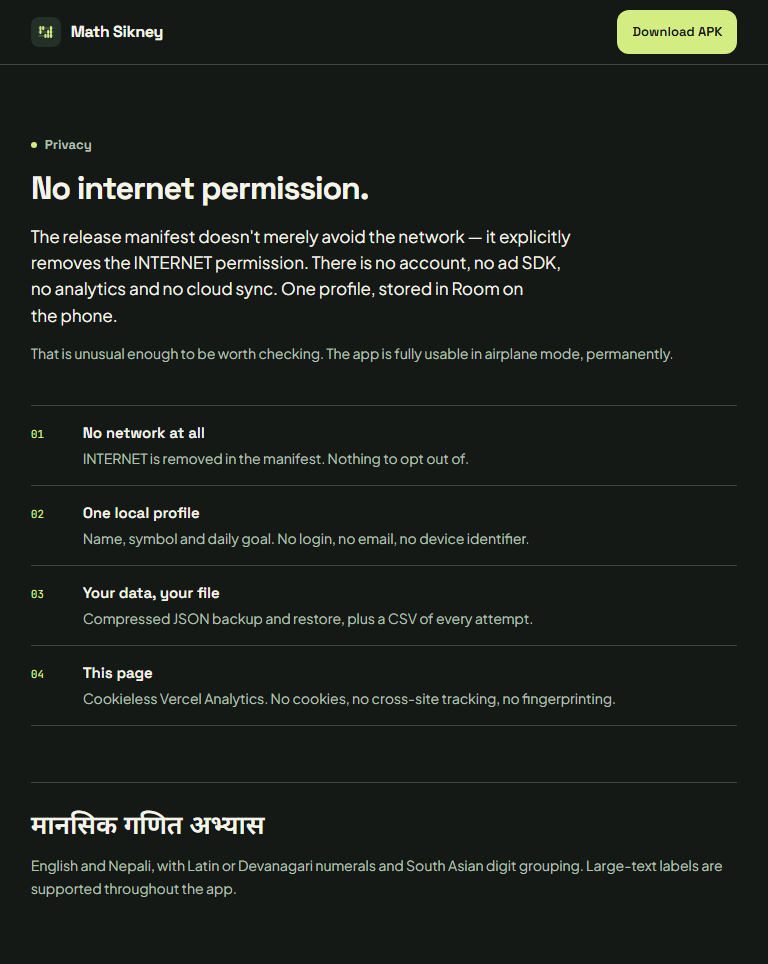 Math Sikney
Download APK
Privacy
No internet permission.
The release manifest doesn't merely avoid the network — it explicitly
removes the INTERNET permission. There is no account, no ad SDK,
no analytics and no cloud sync. One profile, stored in Room on
the phone.
That is unusual enough to be worth checking. The app is fully usable in airplane mode, permanently.
01
No network at all
INTERNET is removed in the manifest. Nothing to opt out of.
02
One local profile
Name, symbol and daily goal. No login, no email, no device identifier.
03
Your data, your file
Compressed JSON backup and restore, plus a CSV of every attempt.
04
This page
Cookieless Vercel Analytics. No cookies, no cross-site tracking, no fingerprinting.
मानसिक गणित अभ्यास
English and Nepali, with Latin or Devanagari numerals and South Asian digit grouping. Large-text labels are
supported throughout the app.